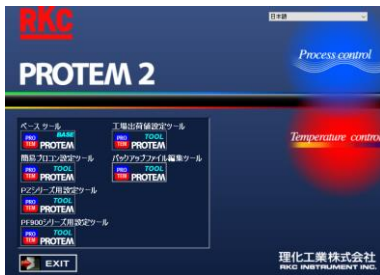 RKC
日本語
PROTEM 2
Process control
Temperature control
ベース ツール
PRO TEM BASE PROTEM
工場出荷値設定ツール
PRO TEM TOOL PROTEM
簡易プロコン設定ツール
PRO TEM TOOL PROTEM
バックアップファイル編集ツール
PRO TEM TOOL PROTEM
PZシリーズ用設定ツール
PRO TEM TOOL PROTEM
PF900シリーズ用設定ツール
PRO TEM TOOL PROTEM
EXIT
理化工業株式会社
RKC INSTRUMENT INC.